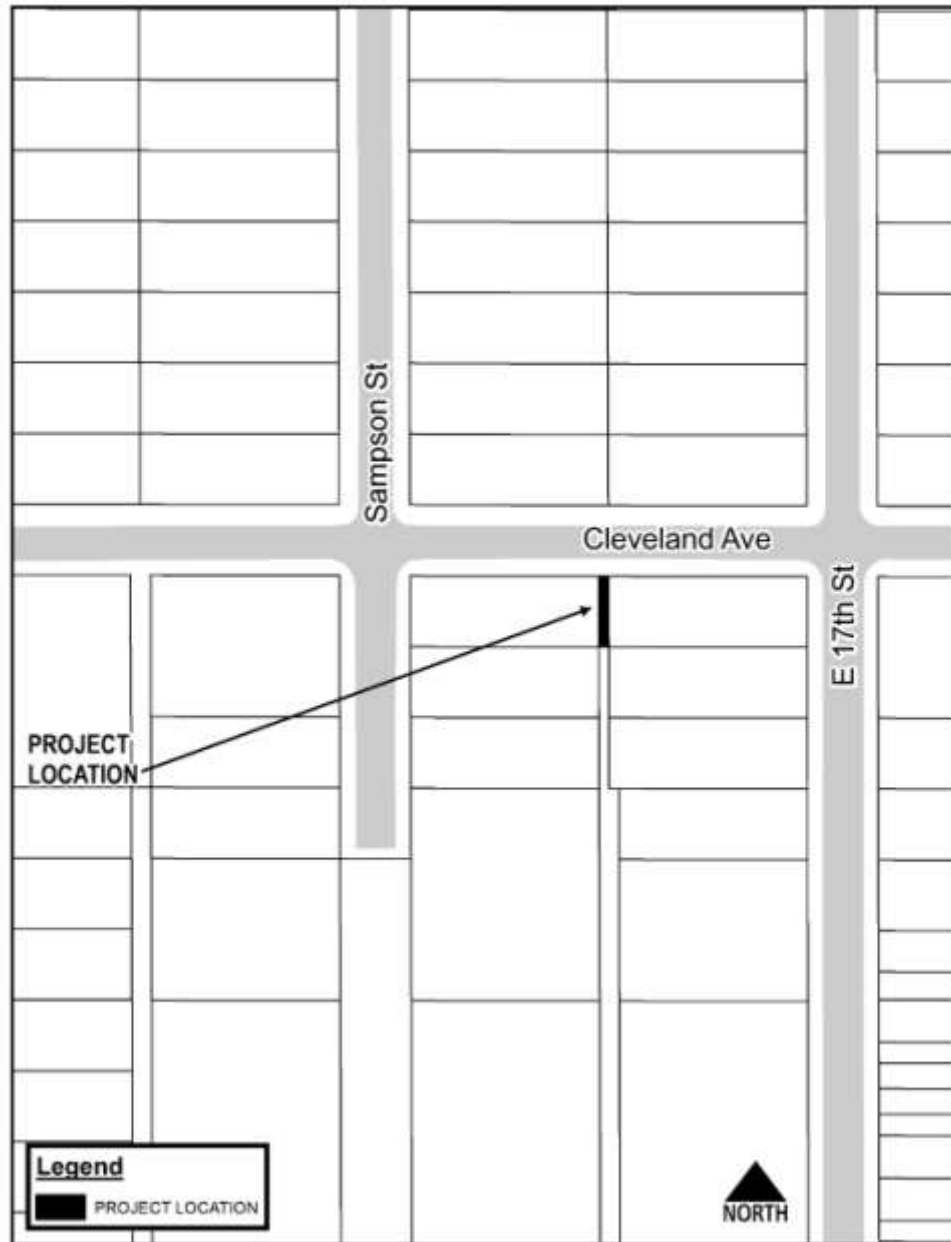 Sampson St
Cleveland Ave
E 17th St
PROJECT
LOCATION
Legend
PROJECT LOCATION
NORTH